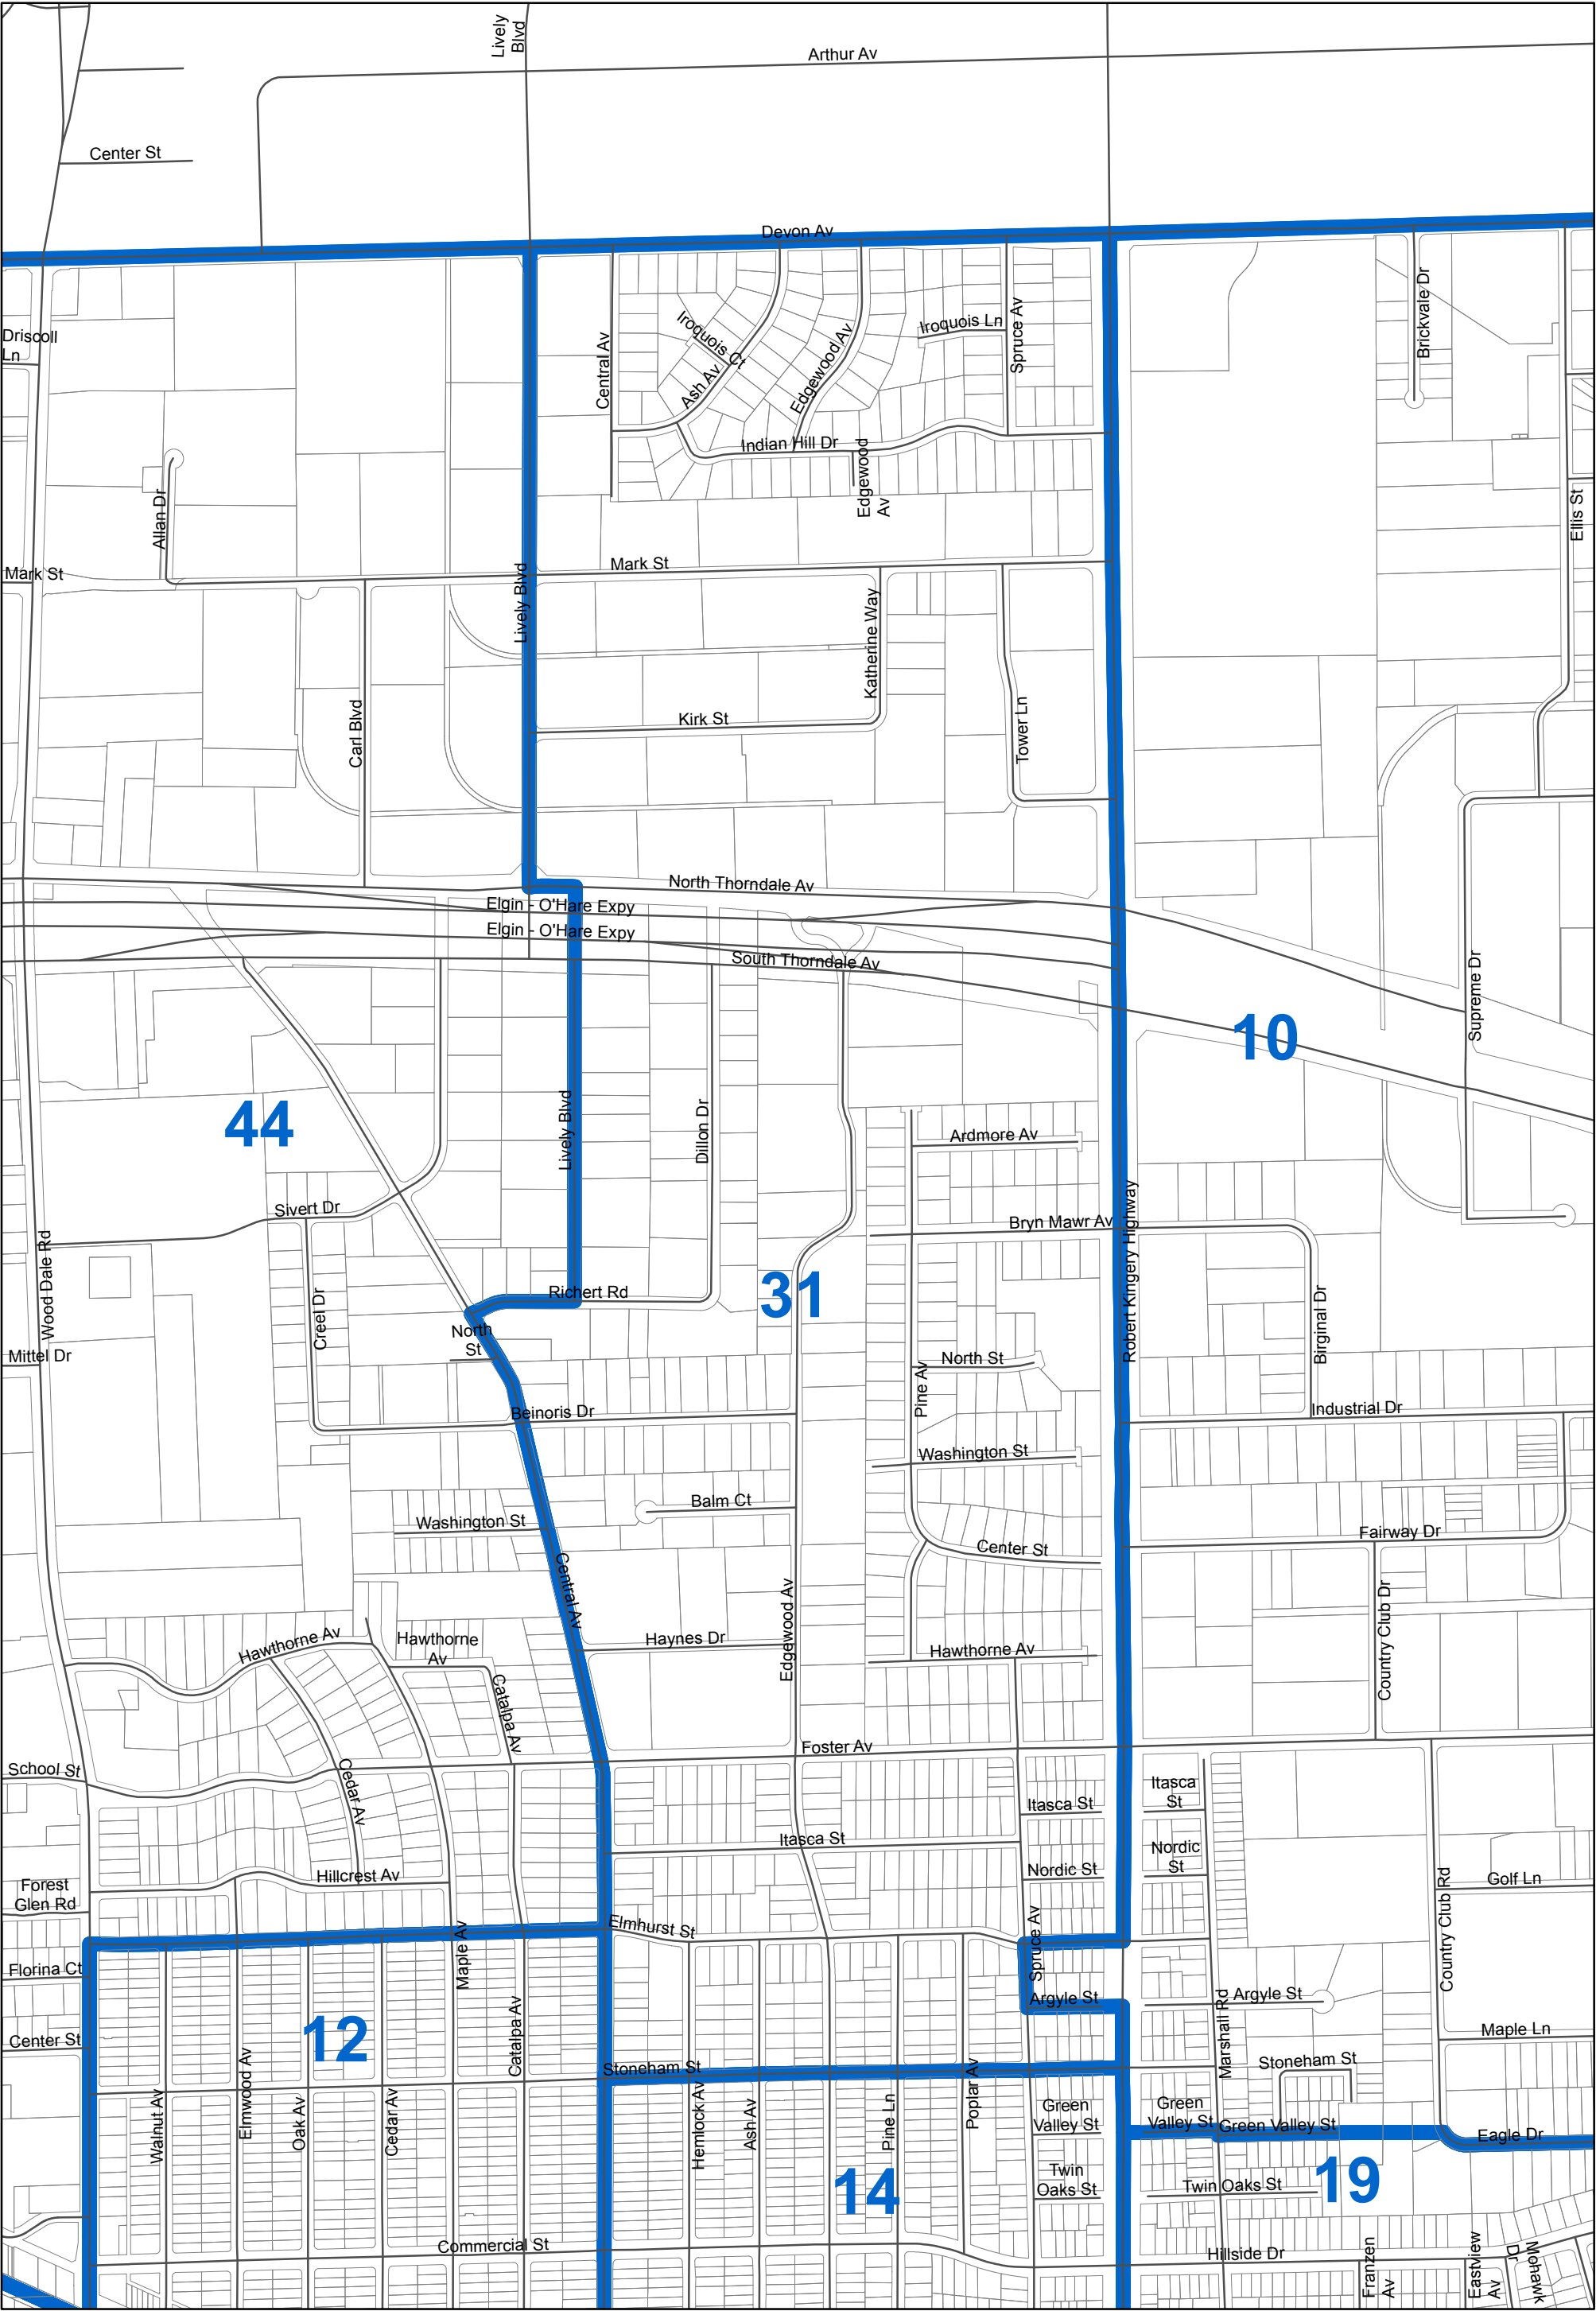 Lively
Blvd
Arthur Av
Center St
Devon Av
Driscoll
Ln
Central Av
Iroquois Ct
Ash Av
Edgewood Av
Iroquois Ln
Spruce Av
Brickvale Dr
Indian Hill Dr
Edgewood
Av
Allan Dr
Ellis St
Mark St
Mark St
Lively Blvd
Katherine Way
Carl Blvd
Kirk St
Tower Ln
North Thorndale Av
Elgin - O'Hare Expy
Elgin - O'Hare Expy
South Thorndale Av
Supreme Dr
10
44
Lively Blvd
Dillon Dr
Ardmore Av
Sivert Dr
Bryn Mawr Av
Robert Kingery Highway
Wood Dale Rd
Creel Dr
Richert Rd
31
Birginal Dr
North
St
Mittel Dr
North St
Pine Av
Beinoris Dr
Industrial Dr
Washington St
Balm Ct
Washington St
Center St
Fairway Dr
Central Av
Edgewood Av
Country Club Dr
Hawthorne Av
Hawthorne
Av
Haynes Dr
Hawthorne Av
Catalpa Av
Foster Av
School St
Cedar Av
Itasca St
Itasca
St
Itasca St
Nordic St
Nordic
St
Hillcrest Av
Forest
Glen Rd
Golf Ln
Country Club Rd
Elmhurst St
Maple Av
Spruce Av
Florina Ct
Argyle St
Argyle St
Marshall Rd
Center St
12
Catalpa Av
Maple Ln
Stoneham St
Stoneham St
Walnut Av
Elmwood Av
Oak Av
Cedar Av
Hemlock Av
Ash Av
Pine Ln
Poplar Av
Green
Valley St
Green
Valley St
Green Valley St
Eagle Dr
14
Twin
Oaks St
Twin Oaks St
19
Commercial St
Hillside Dr
Franzen
Av
Eastview
Av
Mohawk
Dr